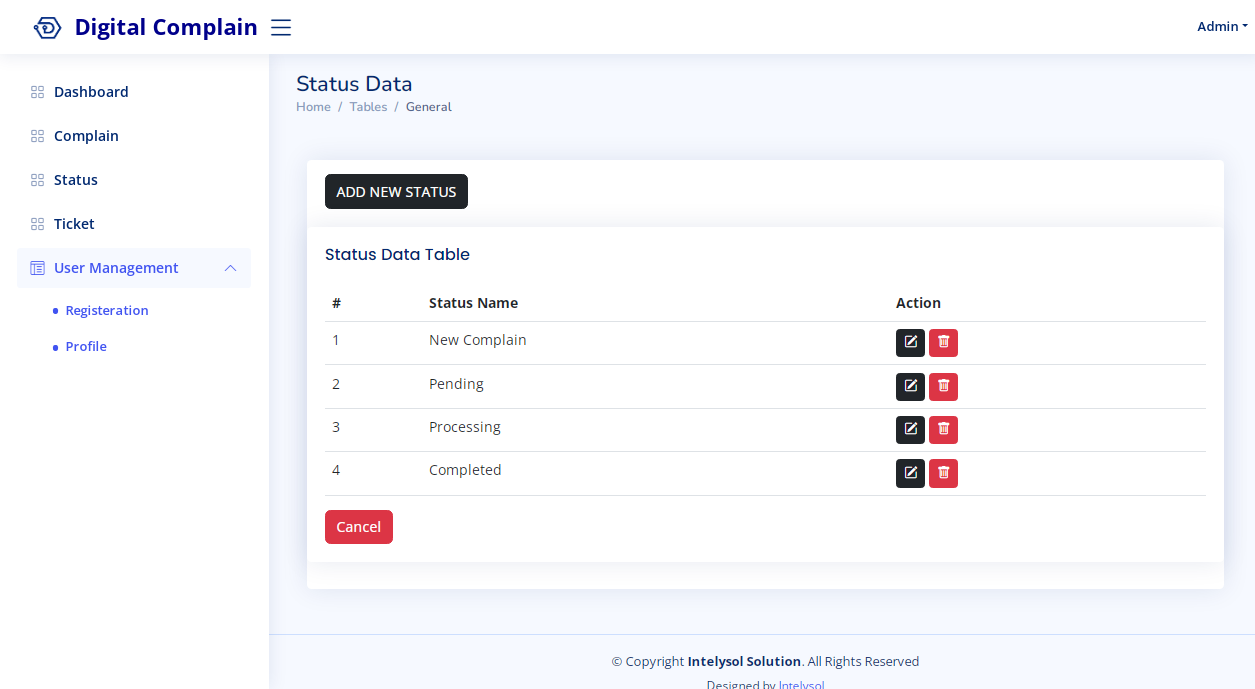 Digital Complain
Admin
Dashboard
Complain
Status
Ticket
User Management
Registeration
Profile
Status Data
Home / Tables / General
ADD NEW STATUS
Status Data Table
# Status Name Action
1 New Complain
2 Pending
3 Processing
4 Completed
Cancel
© Copyright Intelysol Solution. All Rights Reserved
Designed by Intelysol